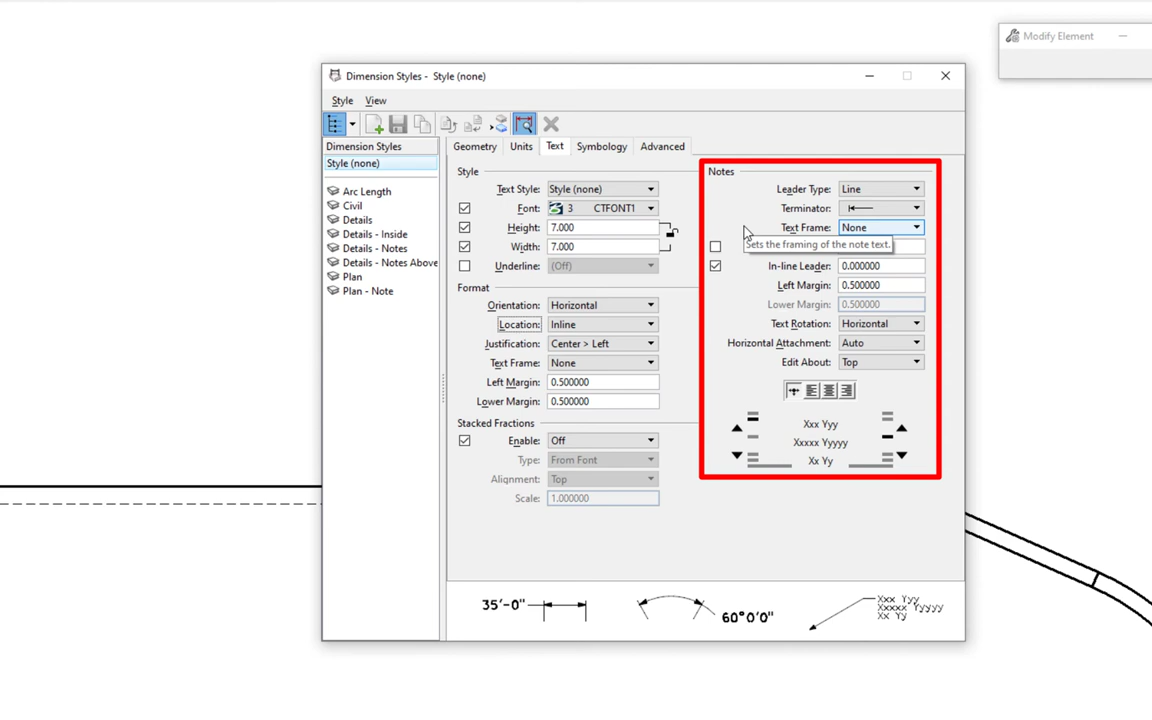 Modify Element
Dimension Styles - Style (none)
Style View
Dimension Styles
Style (none)
Arc Length
Civil
Details
Details - Inside
Details - Notes
Details - Notes Above
Plan
Plan - Note
Geometry Units Text Symbology Advanced
Style
Text Style: Style (none)
Font: 3 CTFONT1
Height: 7.000
Width: 7.000
Underline: (Off)
Format
Orientation: Horizontal
Location: Inline
Justification: Center > Left
Text Frame: None
Left Margin: 0.500000
Lower Margin: 0.500000
Stacked Fractions
Enable: Off
Type: From Font
Alignment: Top
Scale: 1.000000
Notes
Leader Type: Line
Terminator:
Text Frame: None
Sets the framing of the note text.
In-line Leader: 0.000000
Left Margin: 0.500000
Lower Margin: 0.500000
Text Rotation: Horizontal
Horizontal Attachment: Auto
Edit About: Top
Xxx Yyy
Xxxxx Yyyyy
Xx Yy
35'-0"
60°0'0"
Xxx Yyy
Xxxxx Yyyyy
Xx Yy